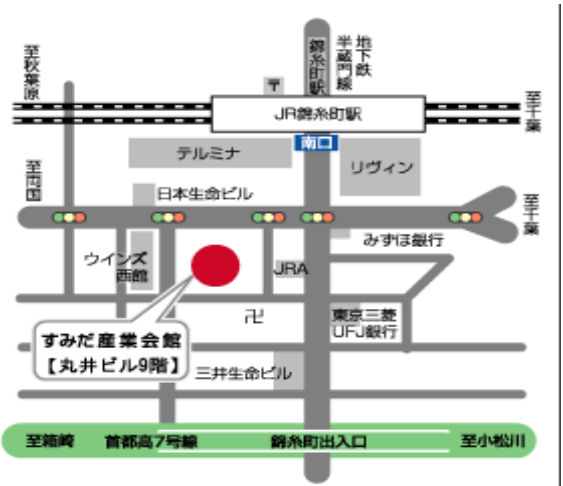 至秋葉原
錦糸町駅
地下鉄
半蔵門線
〒
JR錦糸町駅
至千葉
南口
テルミナ
リヴィン
至両国
日本生命ビル
至千葉
みずほ銀行
ウインズ
西館
JRA
卍
東京三菱
UFJ銀行
すみだ産業会館
【丸井ビル9階】
三井生命ビル
至箱崎
首都高7号線
錦糸町出入口
至小松川